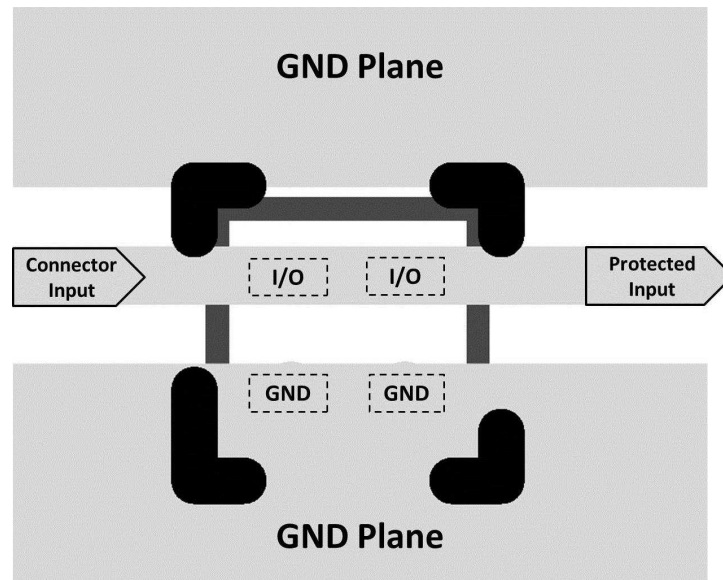 GND Plane
Connector
Input
I/O
I/O
Protected
Input
GND
GND
GND Plane